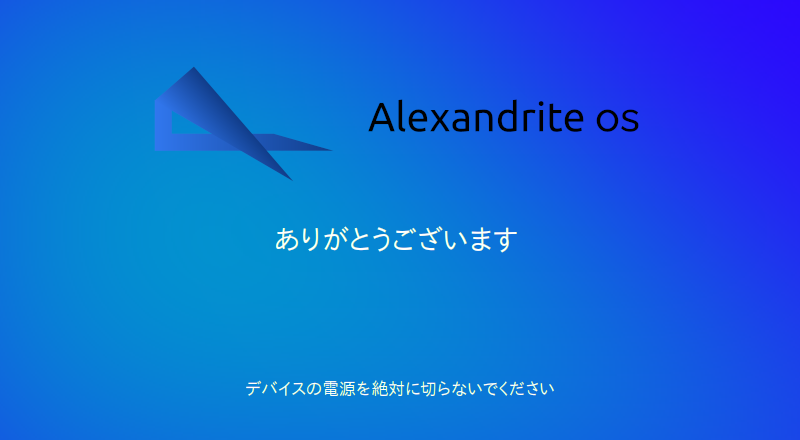 Alexandrite os
ありがとうございます
デバイスの電源を絶対に切らないでください